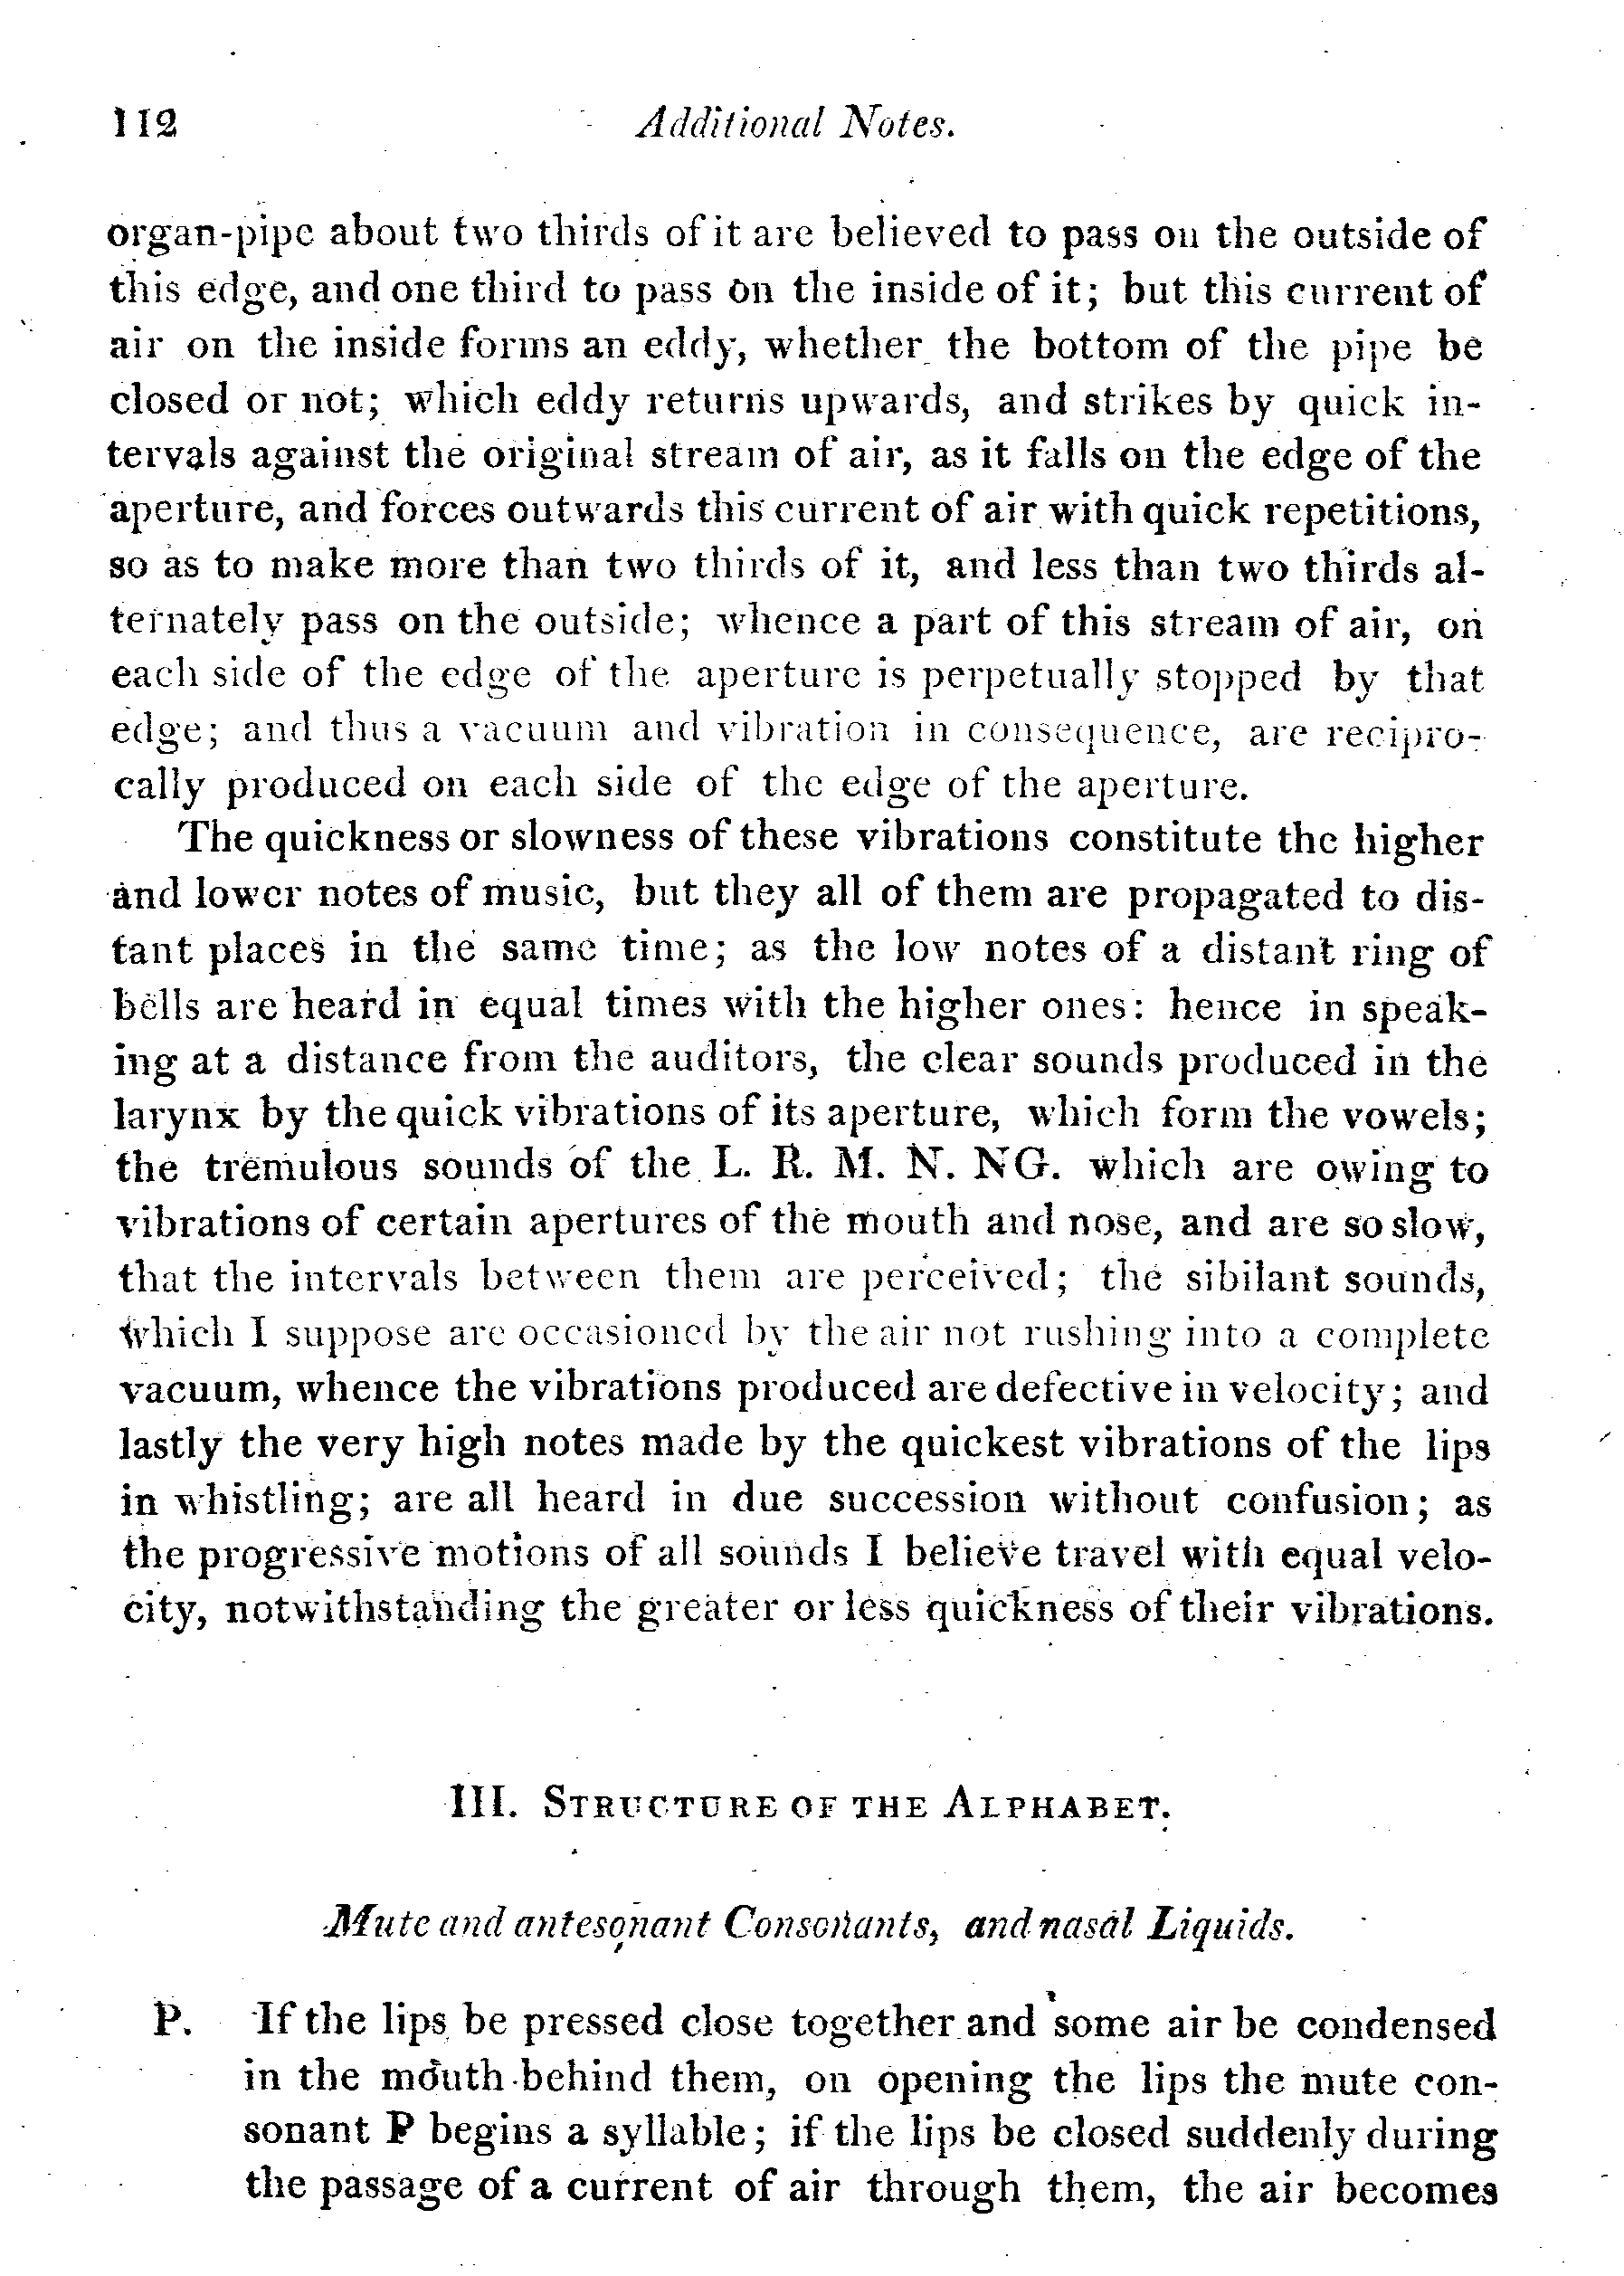 112 Additional Notes.
organ-pipe about two thirds of it are believed to pass on the outside of
this edge, and one third to pass on the inside of it; but this current of
air on the inside forms an eddy, whether the bottom of the pipe be
closed or not; which eddy returns upwards, and strikes by quick in-
tervals against the original stream of air, as it falls on the edge of the
aperture, and forces outwards this current of air with quick repetitions,
so as to make more than two thirds of it, and less than two thirds al-
ternately pass on the outside; whence a part of this stream of air, on
each side of the edge of the aperture is perpetually stopped by that
edge; and thus a vacuum and vibration in consequence, are recipro-
cally produced on each side of the edge of the aperture.
The quickness or slowness of these vibrations constitute the higher
and lower notes of music, but they all of them are propagated to dis-
tant places in the same time; as the low notes of a distant ring of
bells are heard in equal times with the higher ones: hence in speak-
ing at a distance from the auditors, the clear sounds produced in the
larynx by the quick vibrations of its aperture, which form the vowels;
the tremulous sounds of the L. R. M. N. NG. which are owing to
vibrations of certain apertures of the mouth and nose, and are so slow,
that the intervals between them are perceived; the sibilant sounds,
which I suppose are occasioned by the air not rushing into a complete
vacuum, whence the vibrations produced are defective in velocity; and
lastly the very high notes made by the quickest vibrations of the lips
in whistling; are all heard in due succession without confusion; as
the progressive motions of all sounds I believe travel with equal velo-
city, notwithstanding the greater or less quickness of their vibrations.
III. STRUCTURE OF THE ALPHABET.
Mute and antesonant Consonants, and nasal Liquids.
P. If the lips be pressed close together and some air be condensed
in the mouth behind them, on opening the lips the mute con-
sonant P begins a syllable; if the lips be closed suddenly during
the passage of a current of air through them, the air becomes